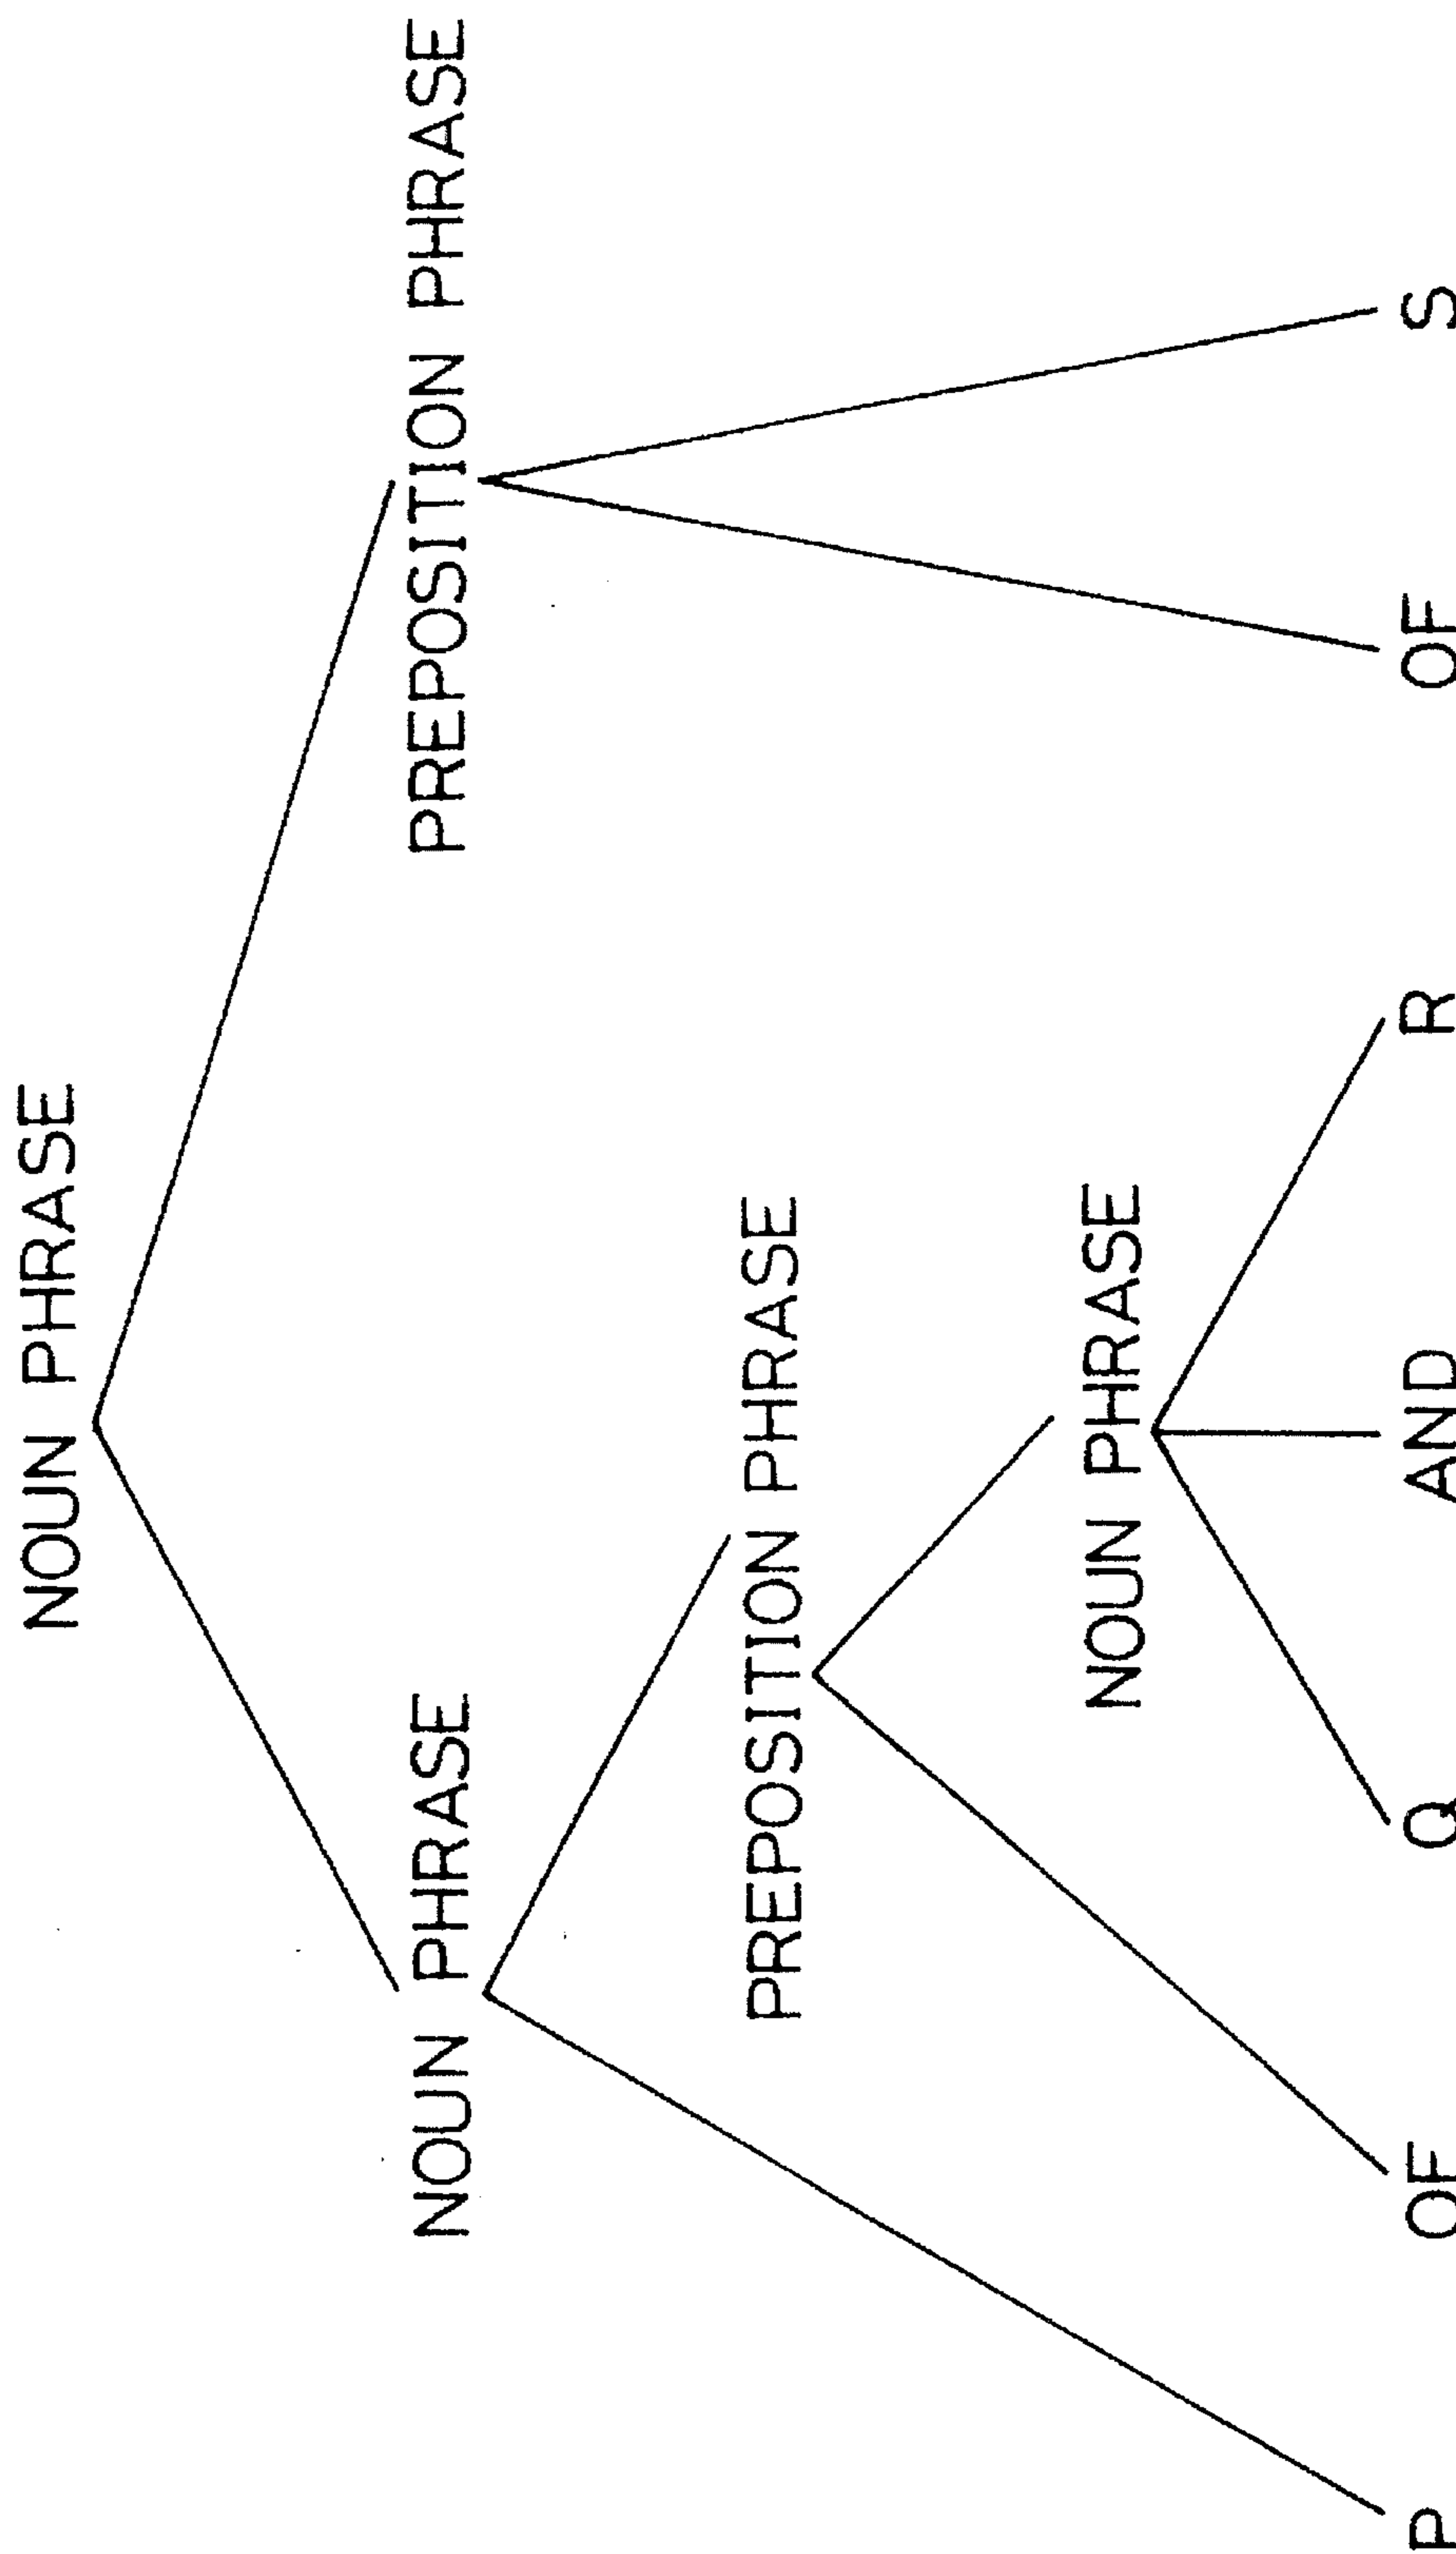 NOUN PHRASE
NOUN PHRASE PREPOSITION PHRASE
PREPOSITION PHRASE
NOUN PHRASE
P OF Q AND R OF S